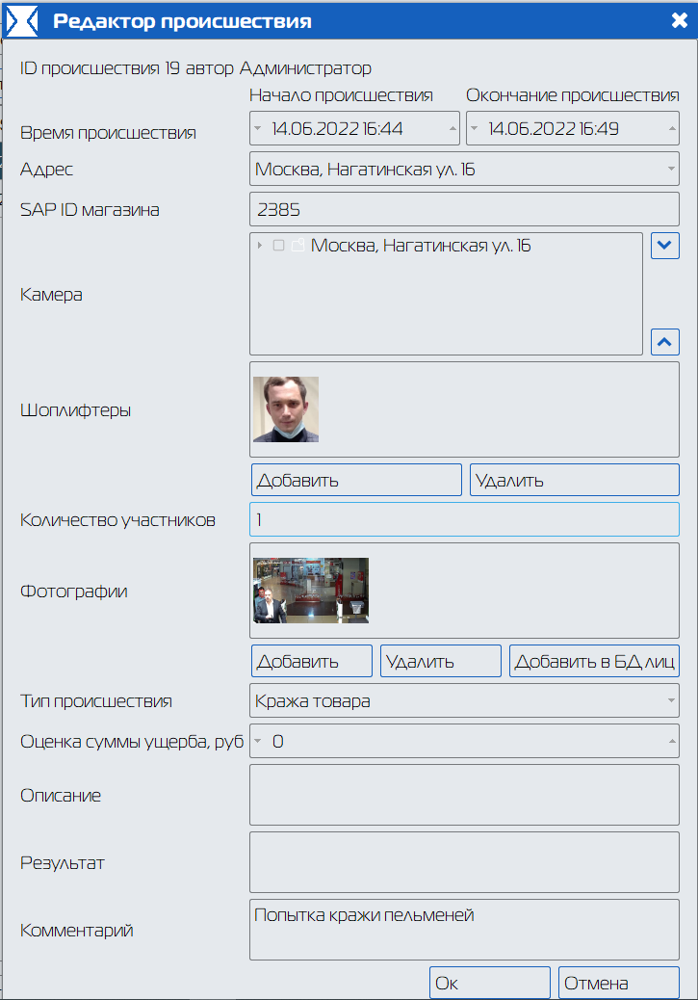 Редактор происшествия
ID происшествия 19 автор Администратор
Начало происшествия Окончание происшествия
Время происшествия 14.06.2022 16:44 14.06.2022 16:49
Адрес Москва, Нагатинская ул. 16
SAP ID магазина 2385
Москва, Нагатинская ул. 16
Камера
Шоплифтеры
Добавить Удалить
Количество участников 1
Фотографии
Добавить Удалить Добавить в БД лиц
Тип происшествия Кража товара
Оценка суммы ущерба, руб 0
Описание
Результат
Попытка кражи пельменей
Комментарий
Ок Отмена